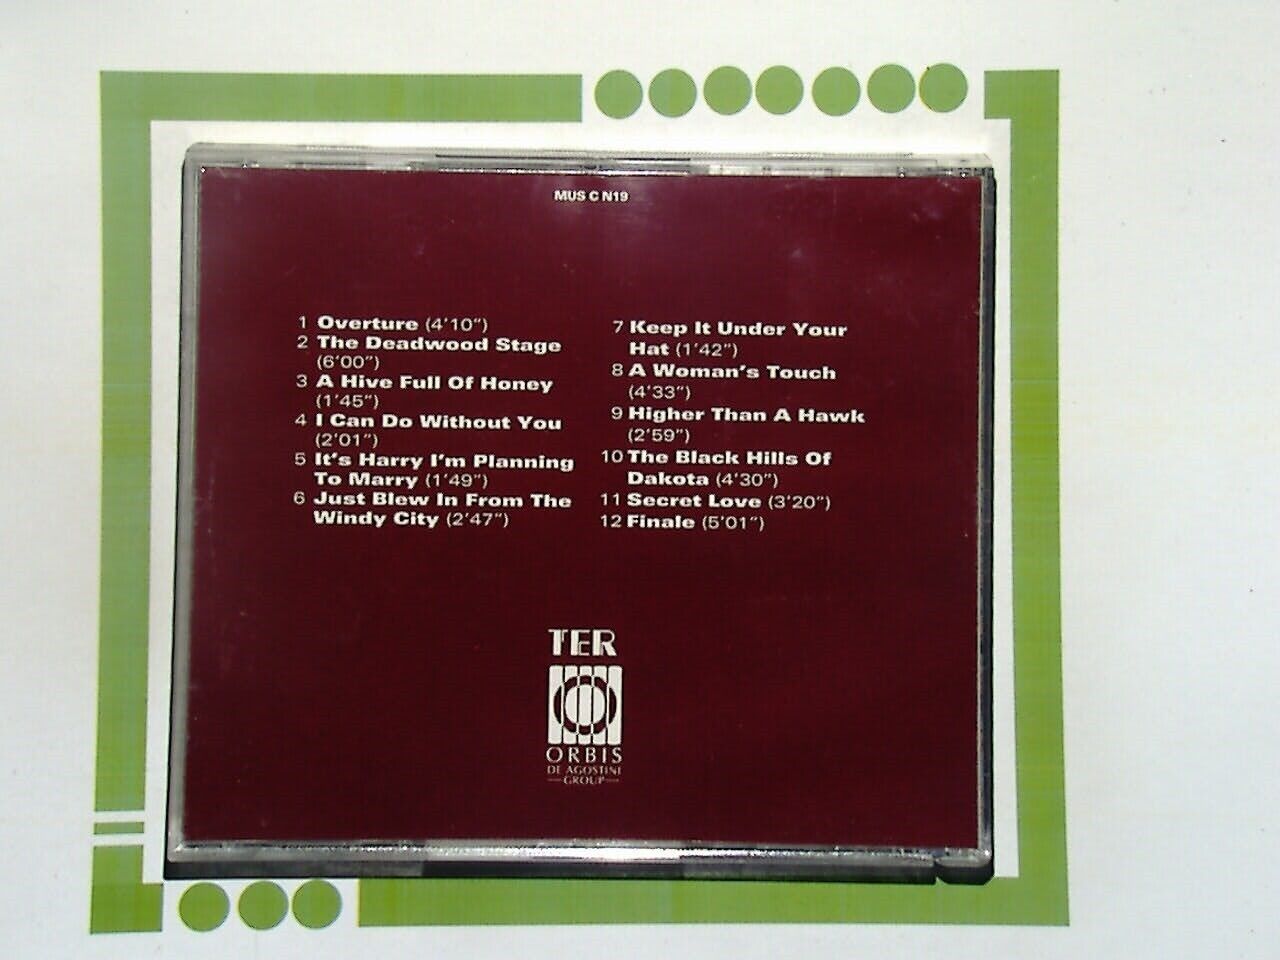 MUS C N19
1 Overture (4'10")
2 The Deadwood Stage
(6'00")
3 A Hive Full Of Honey
(1'45")
4 I Can Do Without You
(2'01")
5 It's Harry I'm Planning
To Marry (1'49")
6 Just Blew In From The
Windy City (2'47")
7 Keep It Under Your
Hat (1'42")
8 A Woman's Touch
(4'33")
9 Higher Than A Hawk
(2'59")
10 The Black Hills Of
Dakota (4'30")
11 Secret Love (3'20")
12 Finale (5'01")
TER
ORBIS
DE AGOSTINI
GROUP